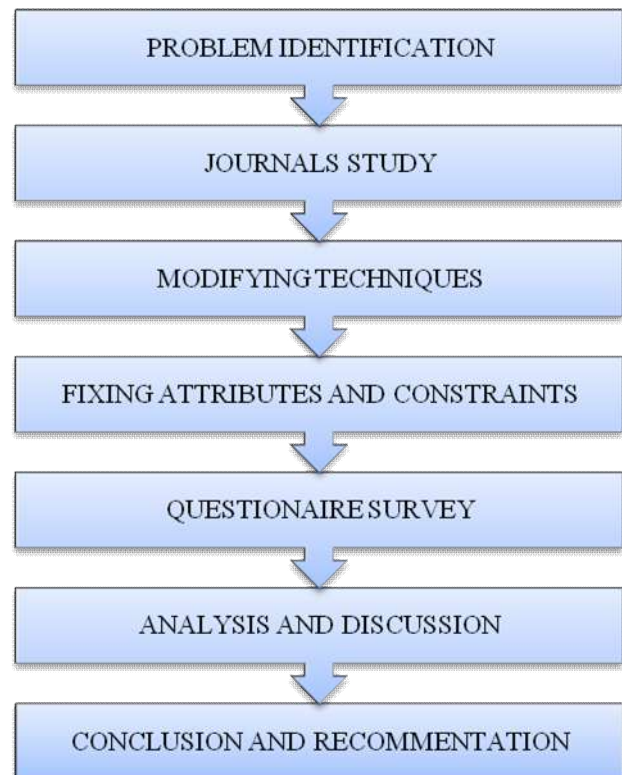 PROBLEM IDENTIFICATION
JOURNALS STUDY
MODIFYING TECHNIQUES
FIXING ATTRIBUTES AND CONSTRAINTS
QUESTIONAIRE SURVEY
ANALYSIS AND DISCUSSION
CONCLUSION AND RECOMMENTATION